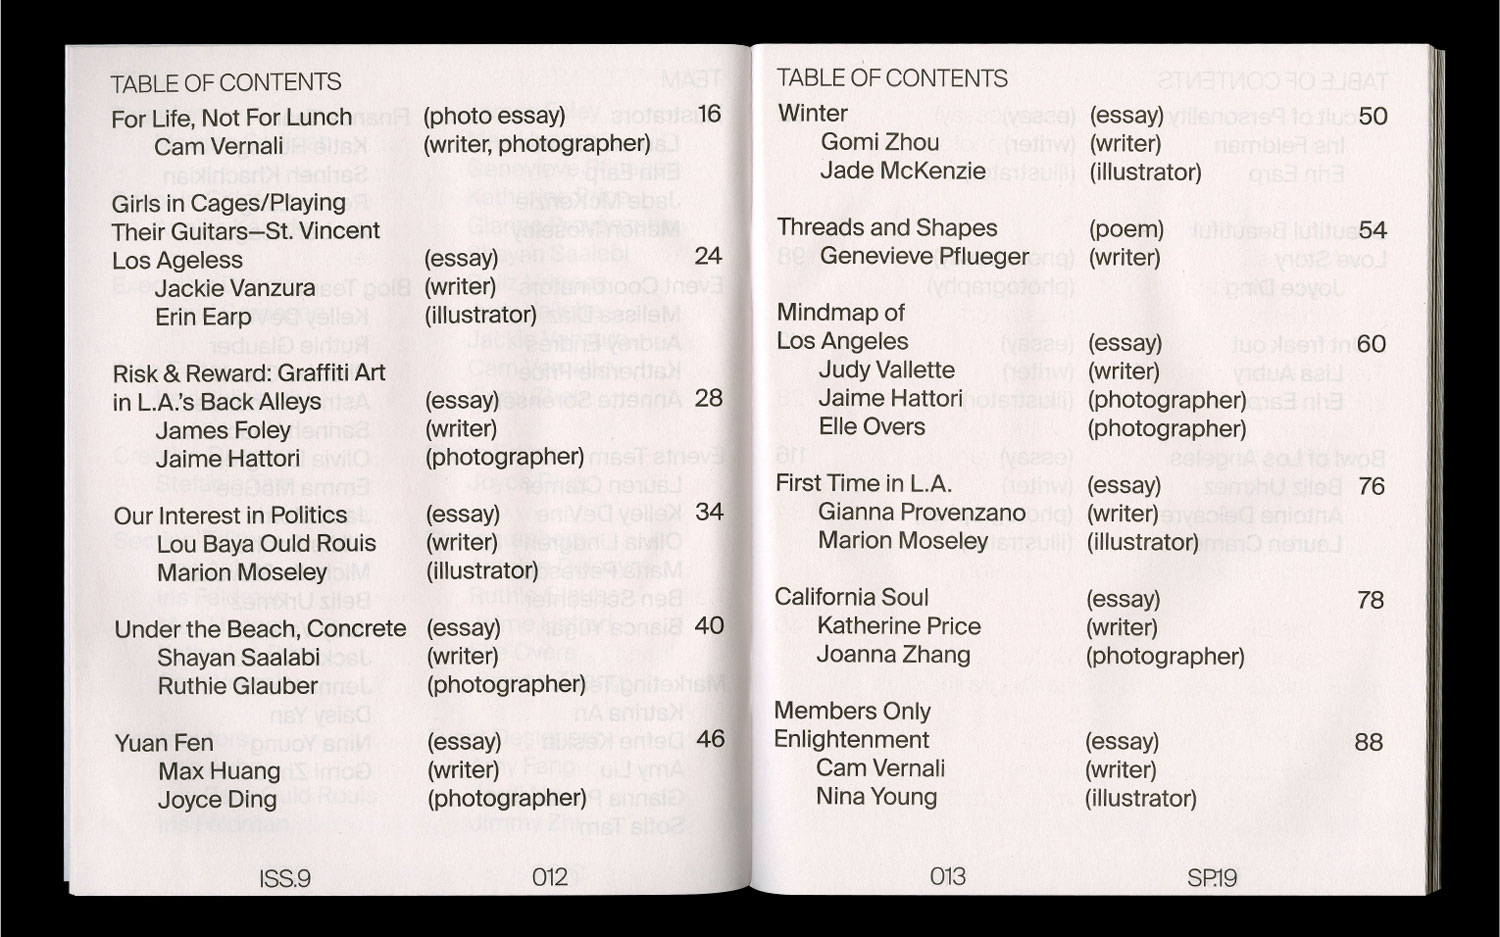 TABLE OF CONTENTS
For Life, Not For Lunch (photo essay) 16
Cam Vernali (writer, photographer)
Girls in Cages/Playing
Their Guitars—St. Vincent
Los Ageless (essay) 24
Jackie Vanzura (writer)
Erin Earp (illustrator)
Risk & Reward: Graffiti Art
in L.A.'s Back Alleys (essay) 28
James Foley (writer)
Jaime Hattori (photographer)
Our Interest in Politics (essay) 34
Lou Baya Ould Rouis (writer)
Marion Moseley (illustrator)
Under the Beach, Concrete (essay) 40
Shayan Saalabi (writer)
Ruthie Glauber (photographer)
Yuan Fen (essay) 46
Max Huang (writer)
Joyce Ding (photographer)
ISS.9 012
TABLE OF CONTENTS
Winter (essay) 50
Gomi Zhou (writer)
Jade McKenzie (illustrator)
Threads and Shapes (poem) 54
Genevieve Pflueger (writer)
Mindmap of
Los Angeles (essay) 60
Judy Vallette (writer)
Jaime Hattori (photographer)
Elle Overs (photographer)
First Time in L.A. (essay) 76
Gianna Provenzano (writer)
Marion Moseley (illustrator)
California Soul (essay) 78
Katherine Price (writer)
Joanna Zhang (photographer)
Members Only
Enlightenment (essay) 88
Cam Vernali (writer)
Nina Young (illustrator)
013 SP.19